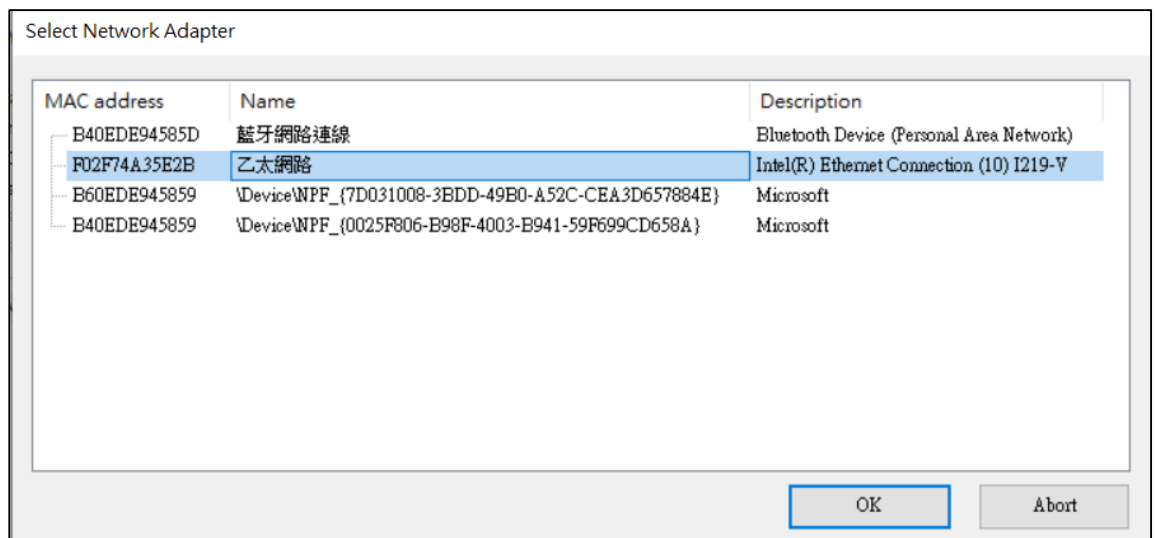 Select Network Adapter
MAC address Name Description
B40EDE94585D 藍牙網路連線 Bluetooth Device (Personal Area Network)
F02F74A35E2B 乙太網路 Intel(R) Ethernet Connection (10) I219-V
B60EDE945859 \Device\NPF_{7D031008-3BDD-49B0-A52C-CEA3D657884E} Microsoft
B40EDE945859 \Device\NPF_{0025F806-B98F-4003-B941-59F699CD658A} Microsoft
OK Abort